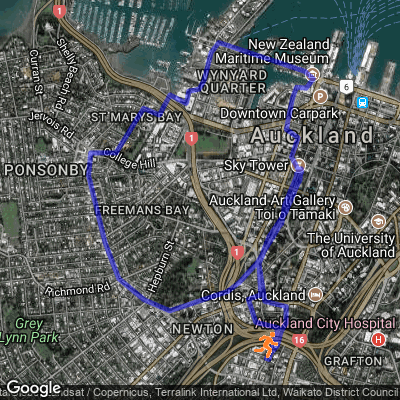 1
New Zealand
Maritime Museum
Shelly Beach Rd
Curran St
WYNYARD
QUARTER
6
P
Jervois Rd
ST MARYS BAY
Downtown Carpark
1
Auckland
College Hill
PONSONBY
Sky Tower
Auckland Art Gallery
Toi o Tāmaki
FREEMANS BAY
The University
of Auckland
Hepburn St
1
Richmond Rd
Cordis, Auckland
Grey
Lynn Park
NEWTON
Auckland City Hospital
16
H
GRAFTON
Google
/ Copernicus, Terralink International Ltd, Waikato District Council